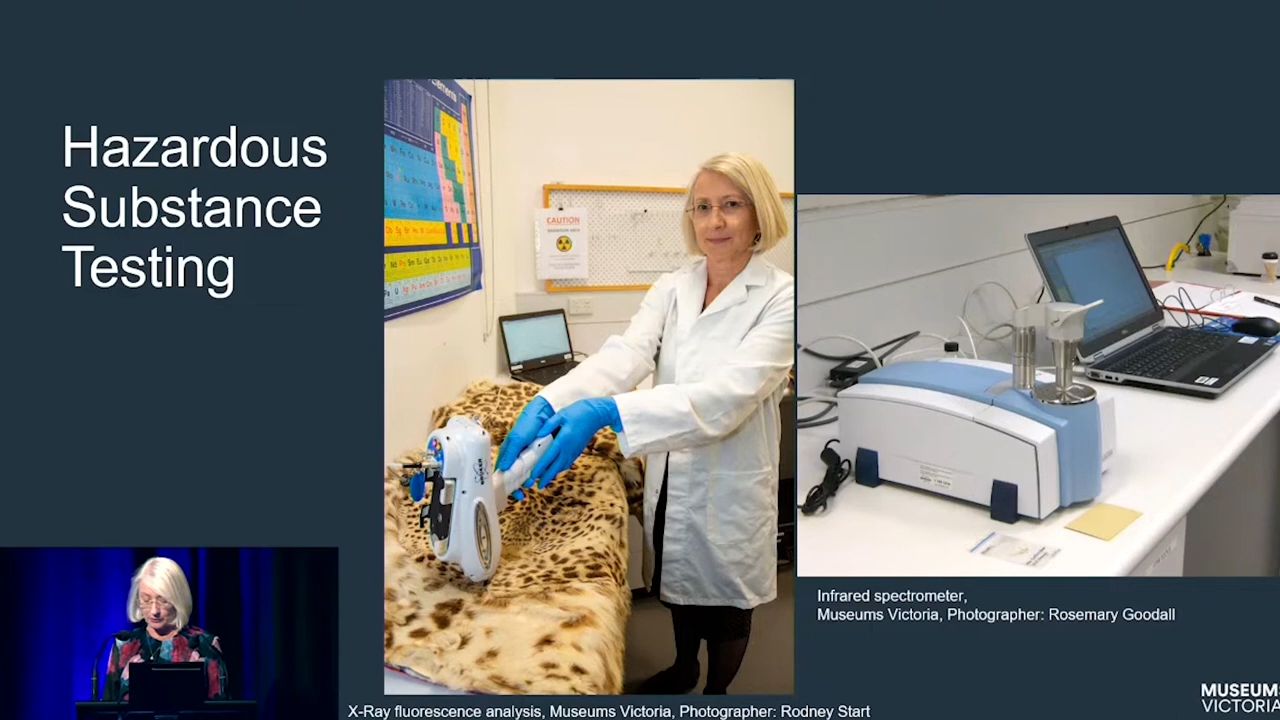 Hazardous
Substance
Testing
CAUTION
BRUKER
Infrared spectrometer,
Museums Victoria, Photographer: Rosemary Goodall
X-Ray fluorescence analysis, Museums Victoria, Photographer: Rodney Start
MUSEUMS
VICTORIA